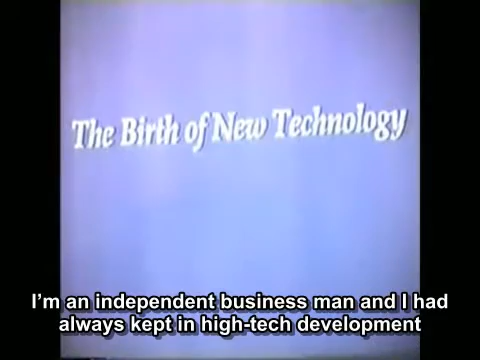 The Birth of New Technology
I'm an independent business man and I had
always kept in high-tech development